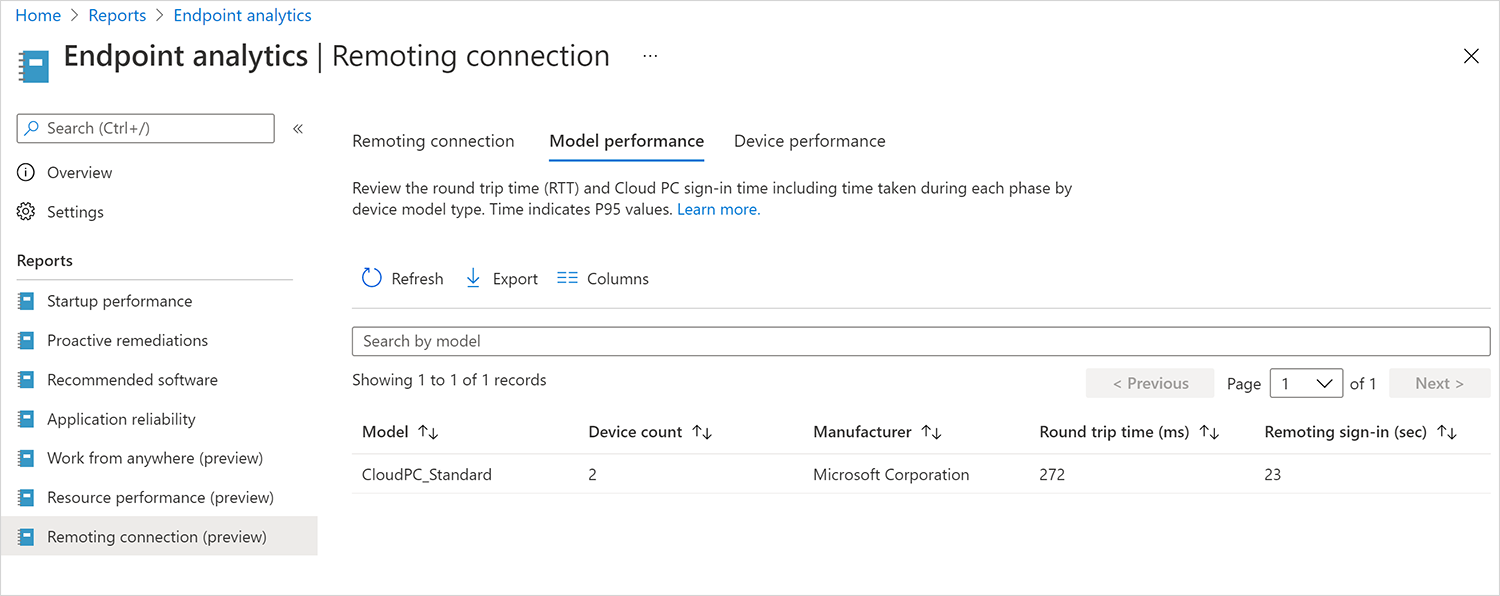 Home > Reports > Endpoint analytics
Endpoint analytics | Remoting connection ...
Search (Ctrl+/) «
Overview
Settings
Reports
Startup performance
Proactive remediations
Recommended software
Application reliability
Work from anywhere (preview)
Resource performance (preview)
Remoting connection (preview)
Remoting connection Model performance Device performance
Review the round trip time (RTT) and Cloud PC sign-in time including time taken during each phase by
device model type. Time indicates P95 values. Learn more.
Refresh Export Columns
Search by model
Showing 1 to 1 of 1 records < Previous Page 1 of 1 Next >
Model ↑↓ Device count ↑↓ Manufacturer ↑↓ Round trip time (ms) ↑↓ Remoting sign-in (sec) ↑↓
CloudPC_Standard 2 Microsoft Corporation 272 23